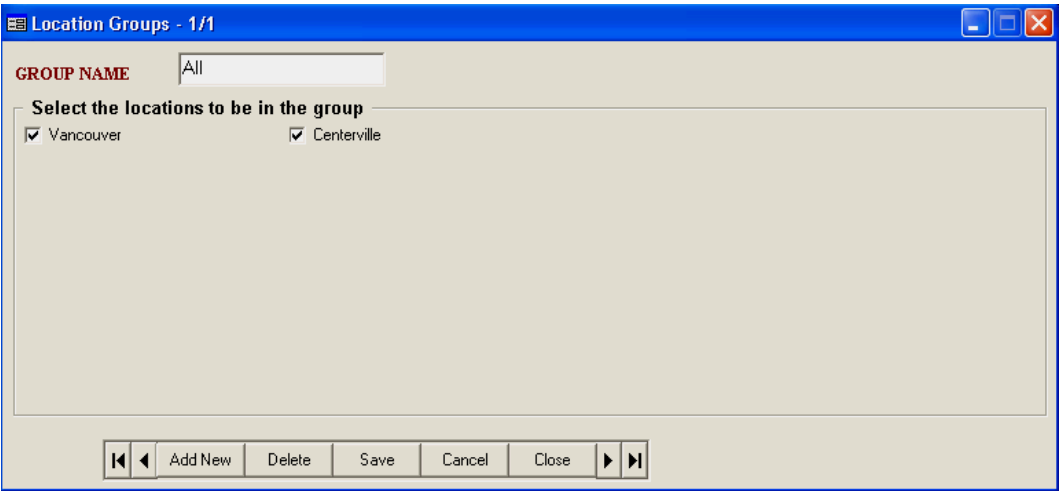 Location Groups - 1/1
GROUP NAME All
Select the locations to be in the group
Vancouver Centerville
Add New Delete Save Cancel Close